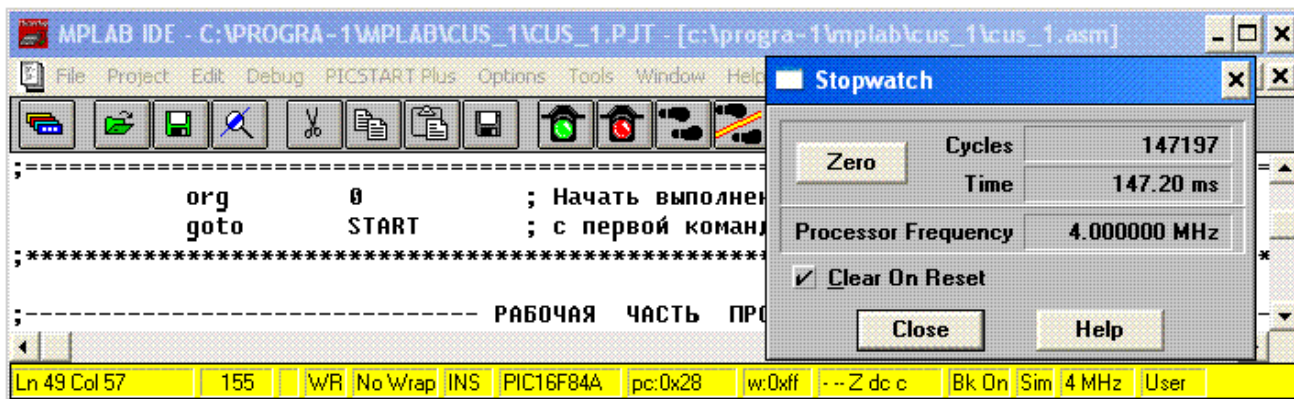 MPLAB IDE - C:\PROGRA~1\MPLAB\CUS_1\CUS_1.PJT - [c:\progra~1\mplab\cus_1\cus_1.asm]
File Project Edit Debug PICSTART Plus Options Tools Window Help
Stopwatch
Zero
Cycles 147197
Time 147.20 ms
Processor Frequency 4.000000 MHz
Clear On Reset
Close Help
;==================================================
org 0 ; Начать
goto START ; с первой
;**************************************************
;------------------------------- РАБОЧАЯ ЧАСТЬ
Ln 49 Col 57 155 WR No Wrap INS PIC16F84A pc:0x28 w:0xff - -- Z dc c Bk On Sim 4 MHz User